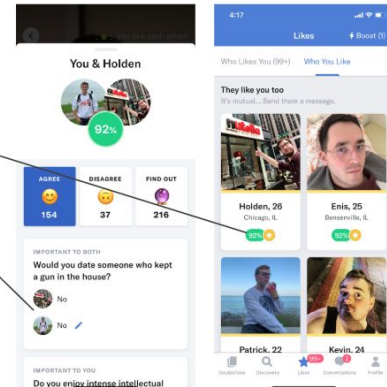 You & Holden
92%
AGREE
154
DISAGREE
37
FIND OUT
216
IMPORTANT TO BOTH
Would you date someone who kept
a gun in the house?
No
No
IMPORTANT TO YOU
Do you enjoy intense intellectual
4:17
Likes
Boost (1)
Who Likes You (99+)
Who You Like
They like you too
It's mutual... Send them a message.
Holden, 26
Chicago, IL
92%
Enis, 25
Bensenville, IL
92%
Patrick, 22
Kevin, 24
DoubleTake
Discovery
99+
Likes
Conversations
Profile